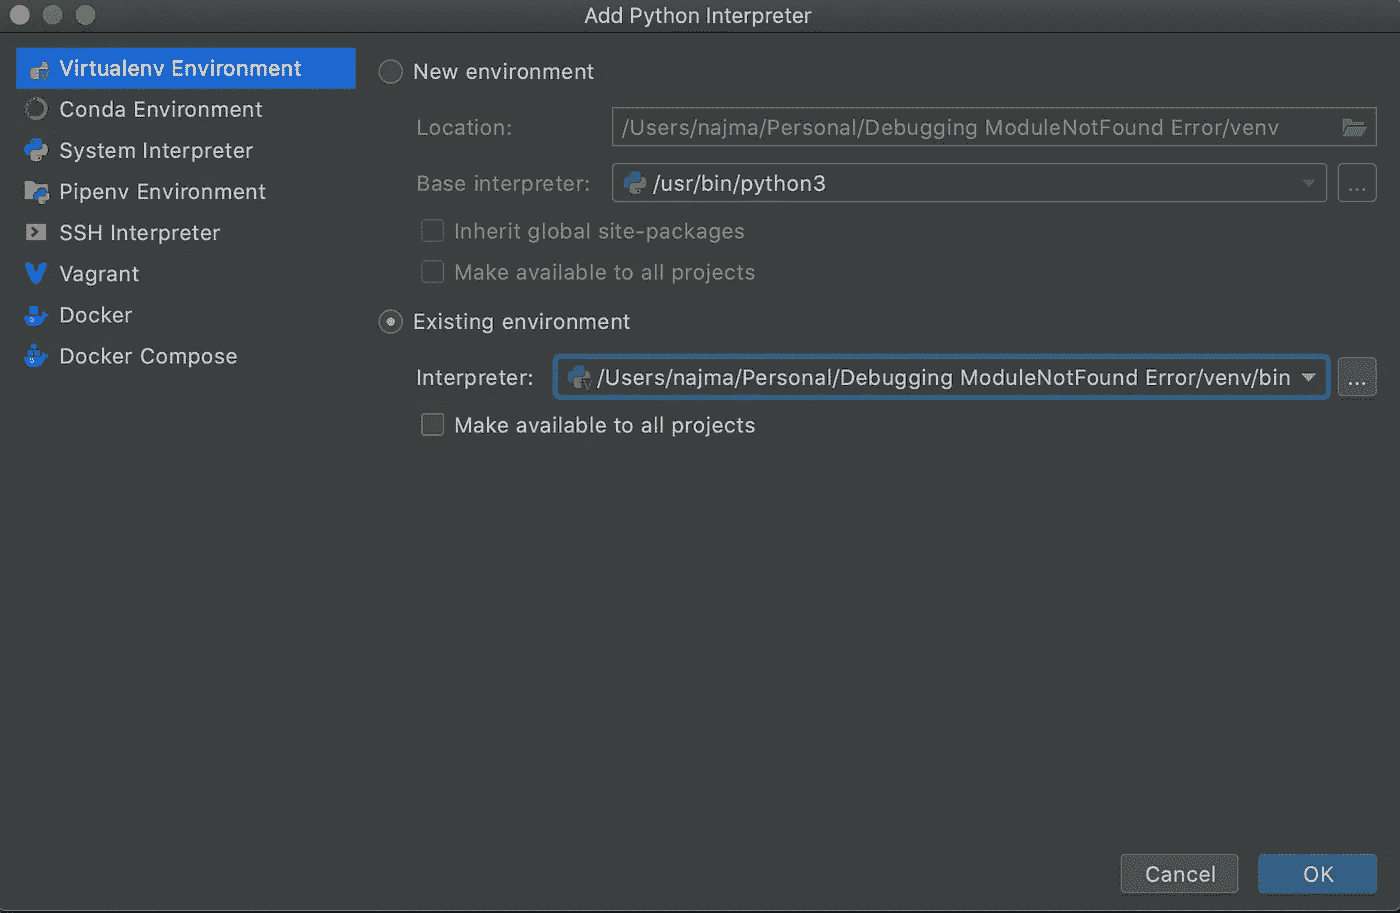 Add Python Interpreter
Virtualenv Environment
Conda Environment
System Interpreter
Pipenv Environment
SSH Interpreter
Vagrant
Docker
Docker Compose
New environment
Location: /Users/najma/Personal/Debugging ModuleNotFound Error/venv
Base interpreter: /usr/bin/python3 ...
Inherit global site-packages
Make available to all projects
Existing environment
Interpreter: /Users/najma/Personal/Debugging ModuleNotFound Error/venv/bin ...
Make available to all projects
Cancel OK